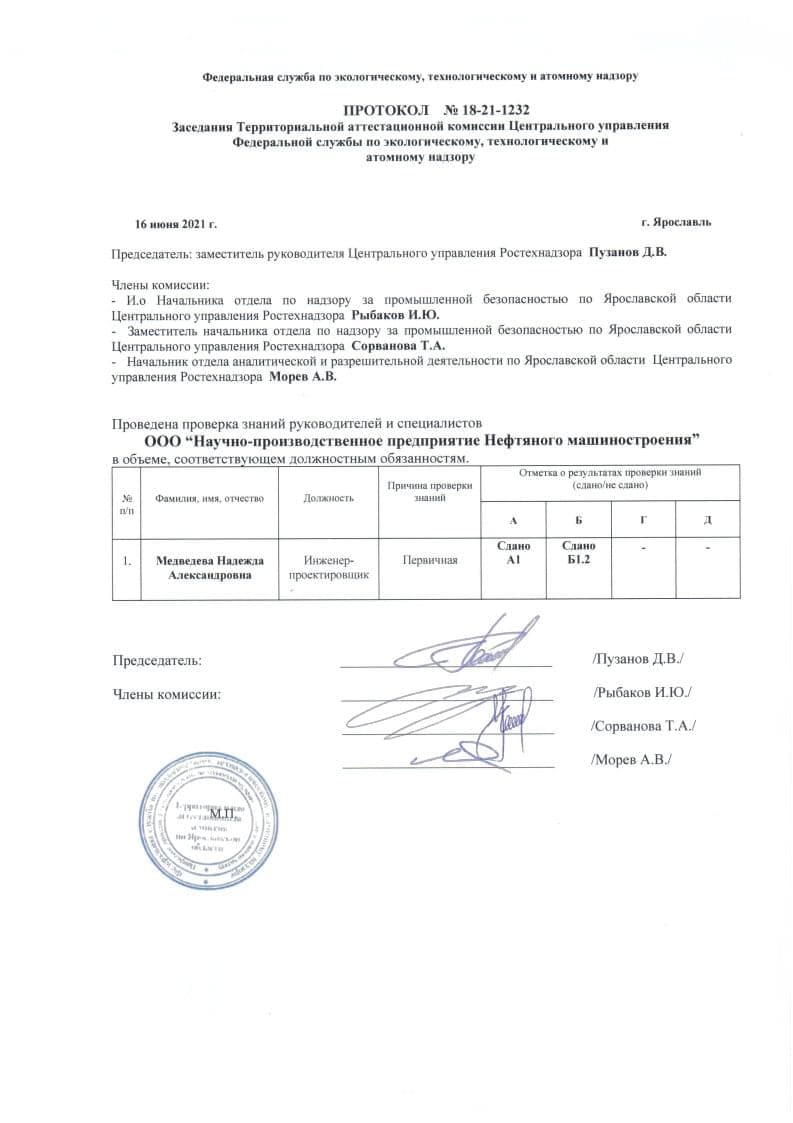 Федеральная служба по экологическому, технологическому и атомному надзору
ПРОТОКОЛ № 18-21-1232
Заседания Территориальной аттестационной комиссии Центрального управления
Федеральной службы по экологическому, технологическому и
атомному надзору
16 июня 2021 г. г. Ярославль
Председатель: заместитель руководителя Центрального управления Ростехнадзора Пузанов Д.В.
Члены комиссии:
- И.о Начальника отдела по надзору за промышленной безопасностью по Ярославской области
Центрального управления Ростехнадзора Рыбаков И.Ю.
- Заместитель начальника отдела по надзору за промышленной безопасностью по Ярославской области
Центрального управления Ростехнадзора Сорванова Т.А.
- Начальник отдела аналитической и разрешительной деятельности по Ярославской области Центрального
управления Ростехнадзора Морев А.В.
Проведена проверка знаний руководителей и специалистов
ООО “Научно-производственное предприятие Нефтяного машиностроения”
в объеме, соответствующем должностным обязанностям.
№
п/п
Фамилия, имя, отчество
Должность
Причина проверки
знаний
Отметка о результатах проверки знаний
(сдано/не сдано)
А Б Г Д
1.
Медведева Надежда
Александровна
Инженер-
проектировщик
Первичная
Сдано
А1
Сдано
Б1.2
-
-
Председатель: /Пузанов Д.В./
Члены комиссии: /Рыбаков И.Ю./
/Сорванова Т.А./
/Морев А.В./
М.П.